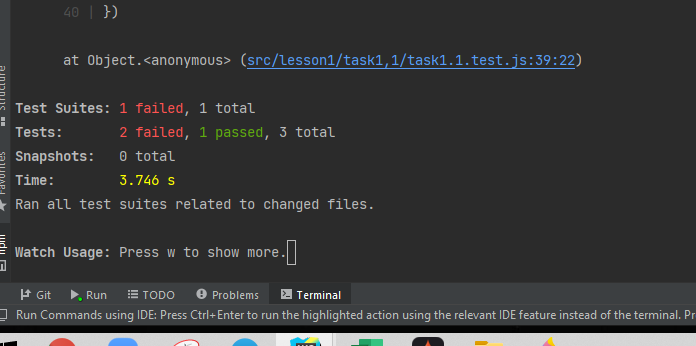 40 | })
at Object.<anonymous> (src/lesson1/task1,1/task1.1.test.js:39:22)
Test Suites: 1 failed, 1 total
Tests: 2 failed, 1 passed, 3 total
Snapshots: 0 total
Time: 3.746 s
Ran all test suites related to changed files.
Watch Usage: Press w to show more.
Structure
Favorites
npm
Git
Run
TODO
Problems
Terminal
Run Commands using IDE: Press Ctrl+Enter to run the highlighted action using the relevant IDE feature instead of the terminal. Pr